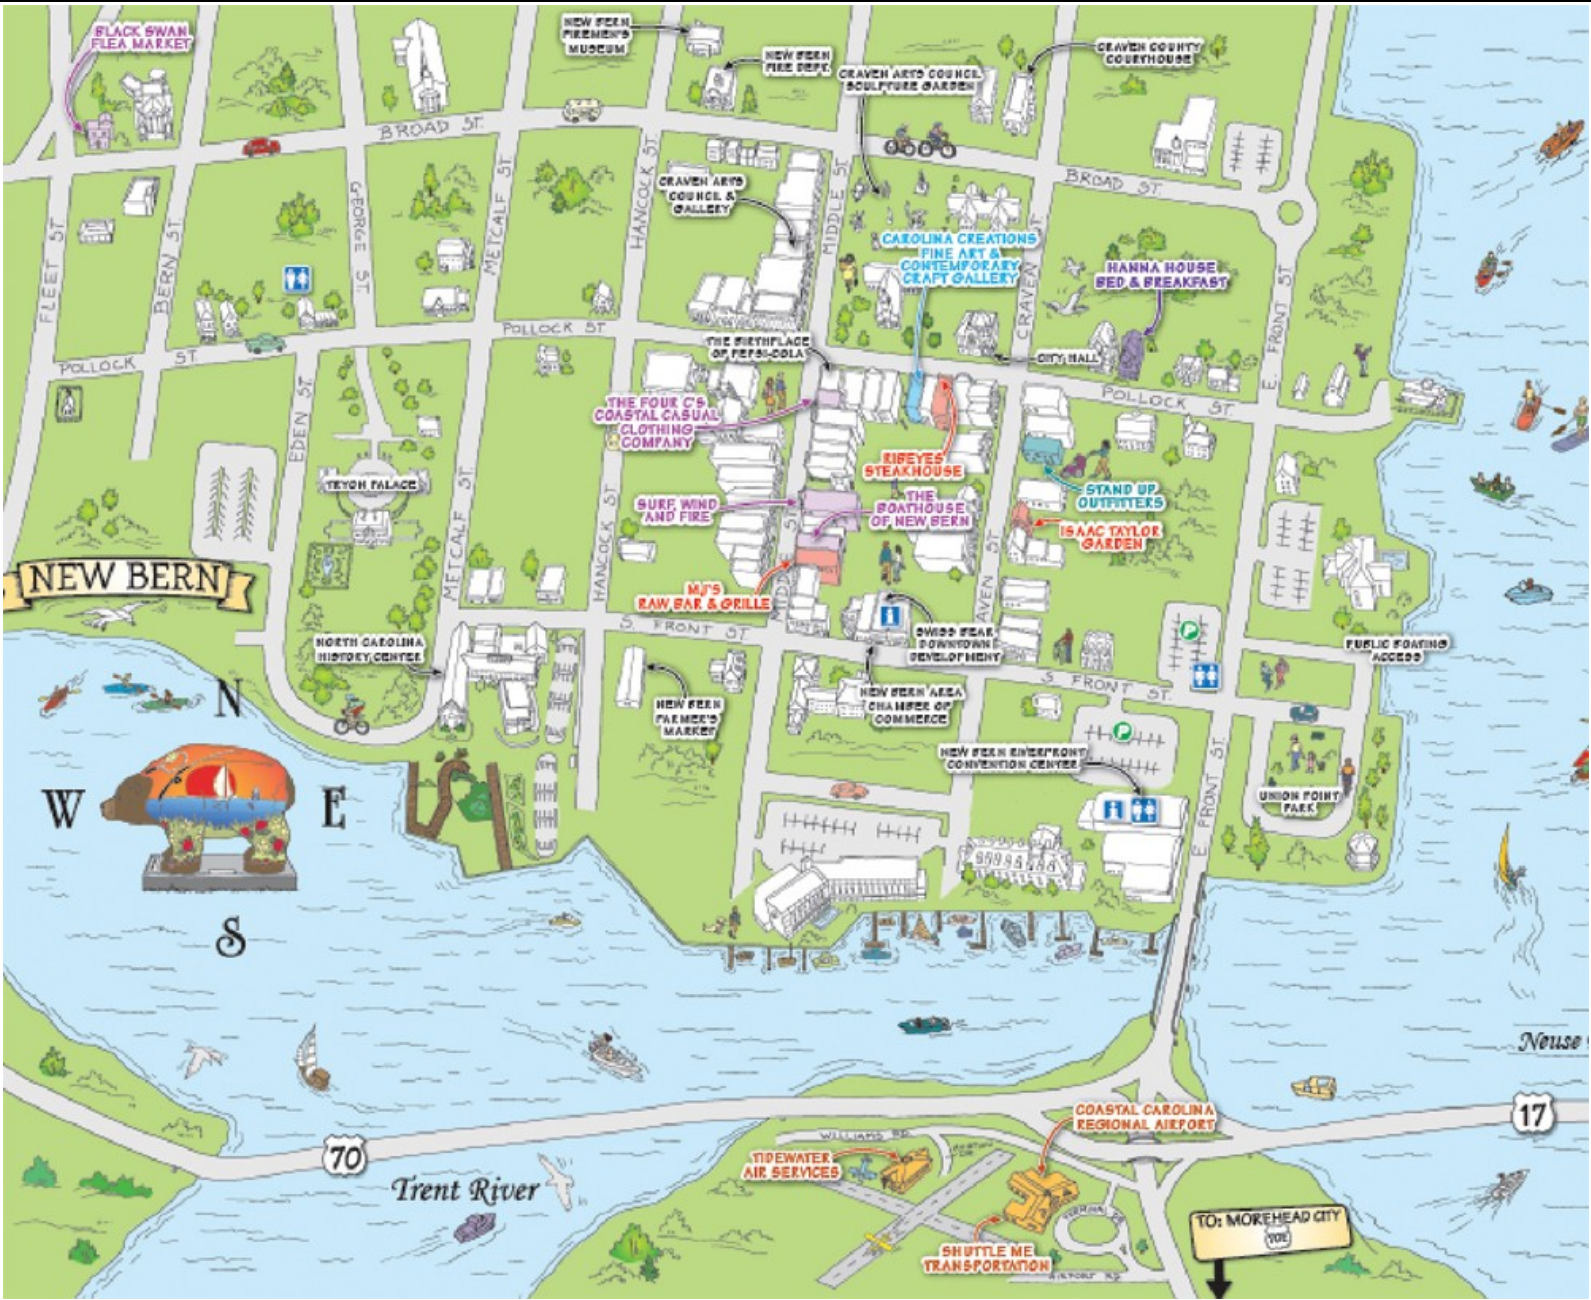 BLACK SWAN
FLEA MARKET
NEW BERN
FIREMEN'S
MUSEUM
NEW BERN
FIRE DEPT.
CRAVEN ARTS COUNCIL
SCULPTURE GARDEN
CRAVEN COUNTY
COURTHOUSE
BROAD ST.
BROAD ST.
CRAVEN ARTS
COUNCIL &
GALLERY
FLEET ST.
BERN ST.
GEORGE ST.
METCALF ST.
HANCOCK ST.
MIDDLE ST.
CRAVEN ST.
E. FRONT ST.
CAROLINA CREATIONS
FINE ART &
CONTEMPORARY
CRAFT GALLERY
HANNA HOUSE
BED & BREAKFAST
POLLOCK ST.
POLLOCK ST.
THE BIRTHPLACE
OF PEPSI-COLA
CITY HALL
POLLOCK ST.
THE FOUR C'S
COASTAL CASUAL
CLOTHING
COMPANY
EDEN ST.
RIBEYES
STEAKHOUSE
TRYON PALACE
METCALF ST.
HANCOCK ST.
SURF, WIND
AND FIRE
THE
BOATHOUSE
OF NEW BERN
STAND UP
OUTFITTERS
ISAAC TAYLOR
GARDEN
NEW BERN
MJ'S
RAW BAR & GRILLE
i
S. FRONT ST.
NORTH CAROLINA
HISTORY CENTER
SWISS BEAR
DOWNTOWN
DEVELOPMENT
P
PUBLIC BOATING
ACCESS
S. FRONT ST.
N
NEW BERN
FARMER'S
MARKET
NEW BERN AREA
CHAMBER OF
COMMERCE
P
NEW BERN RIVERFRONT
CONVENTION CENTER
W
E
i
UNION POINT
PARK
E. FRONT ST.
S
Neuse
COASTAL CAROLINA
REGIONAL AIRPORT
17
70
WILLIAMS RD.
TIDEWATER
AIR SERVICES
Trent River
TERMINAL DR.
TO: MOREHEAD CITY
70E
SHUTTLE ME
TRANSPORTATION
AIRPORT RD.